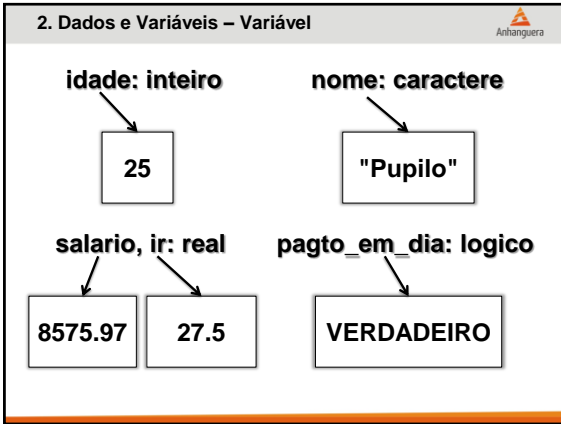 2. Dados e Variáveis – Variável
Anhanguera
idade: inteiro
nome: caractere
25
"Pupilo"
salario, ir: real
pagto_em_dia: logico
8575.97
27.5
VERDADEIRO